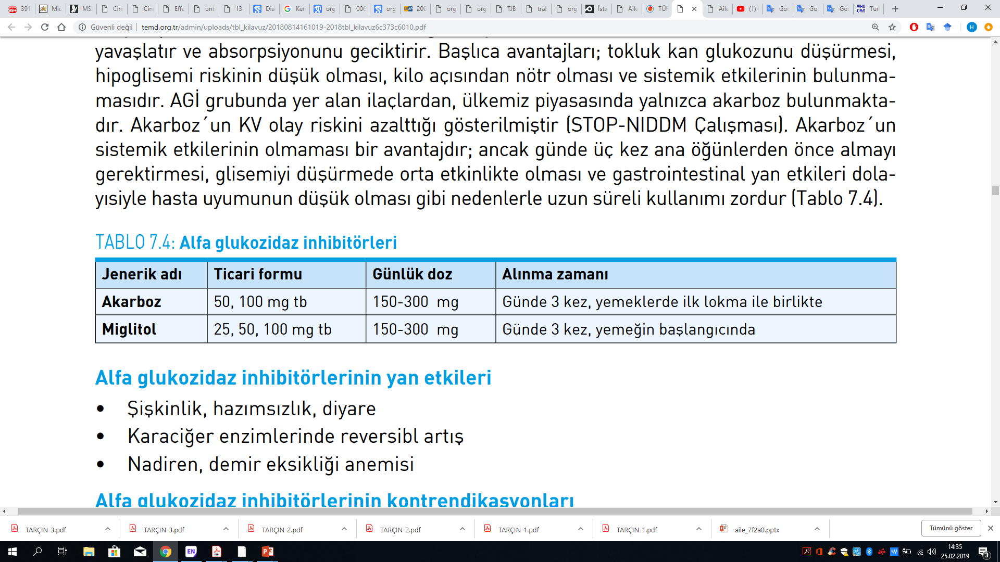 391
Mic
MS
Cin
Cin
Effe
unt
13-
Dia
Ker
org
006
org
200
org
org
TJB
tral
org
İsta
Aile
TÜF
Aile
(1)
Goo
Goo
Goo
Tür
Güvenli değil | temd.org.tr/admin/uploads/tbl_kilavuz/20180814161019-2018tbl_kilavuz6c373c6010.pdf
H
yavaşlatır ve absorpsiyonunu geciktirir. Başlıca avantajları; tokluk kan glukozunu düşürmesi,
hipoglisemi riskinin düşük olması, kilo açısından nötr olması ve sistemik etkilerinin bulunma-
masıdır. AGİ grubunda yer alan ilaçlardan, ülkemiz piyasasında yalnızca akarboz bulunmakta-
dır. Akarboz´un KV olay riskini azalttığı gösterilmiştir (STOP-NIDDM Çalışması). Akarboz´un
sistemik etkilerinin olmaması bir avantajdır; ancak günde üç kez ana öğünlerden önce almayı
gerektirmesi, glisemiyi düşürmede orta etkinlikte olması ve gastrointestinal yan etkileri dola-
yısiyle hasta uyumunun düşük olması gibi nedenlerle uzun süreli kullanımı zordur (Tablo 7.4).
TABLO 7.4: Alfa glukozidaz inhibitörleri
Jenerik adı Ticari formu Günlük doz Alınma zamanı
Akarboz 50, 100 mg tb 150-300 mg Günde 3 kez, yemeklerde ilk lokma ile birlikte
Miglitol 25, 50, 100 mg tb 150-300 mg Günde 3 kez, yemeğin başlangıcında
Alfa glukozidaz inhibitörlerinin yan etkileri
• Şişkinlik, hazımsızlık, diyare
• Karaciğer enzimlerinde reversibl artış
• Nadiren, demir eksikliği anemisi
Alfa glukozidaz inhibitörlerinin kontrendikasyonları
TARÇIN-3.pdf
TARÇIN-3.pdf
TARÇIN-2.pdf
TARÇIN-2.pdf
TARÇIN-1.pdf
TARÇIN-1.pdf
aile_7f2a0.pptx
Tümünü göster
EN
14:35
25.02.2019
3